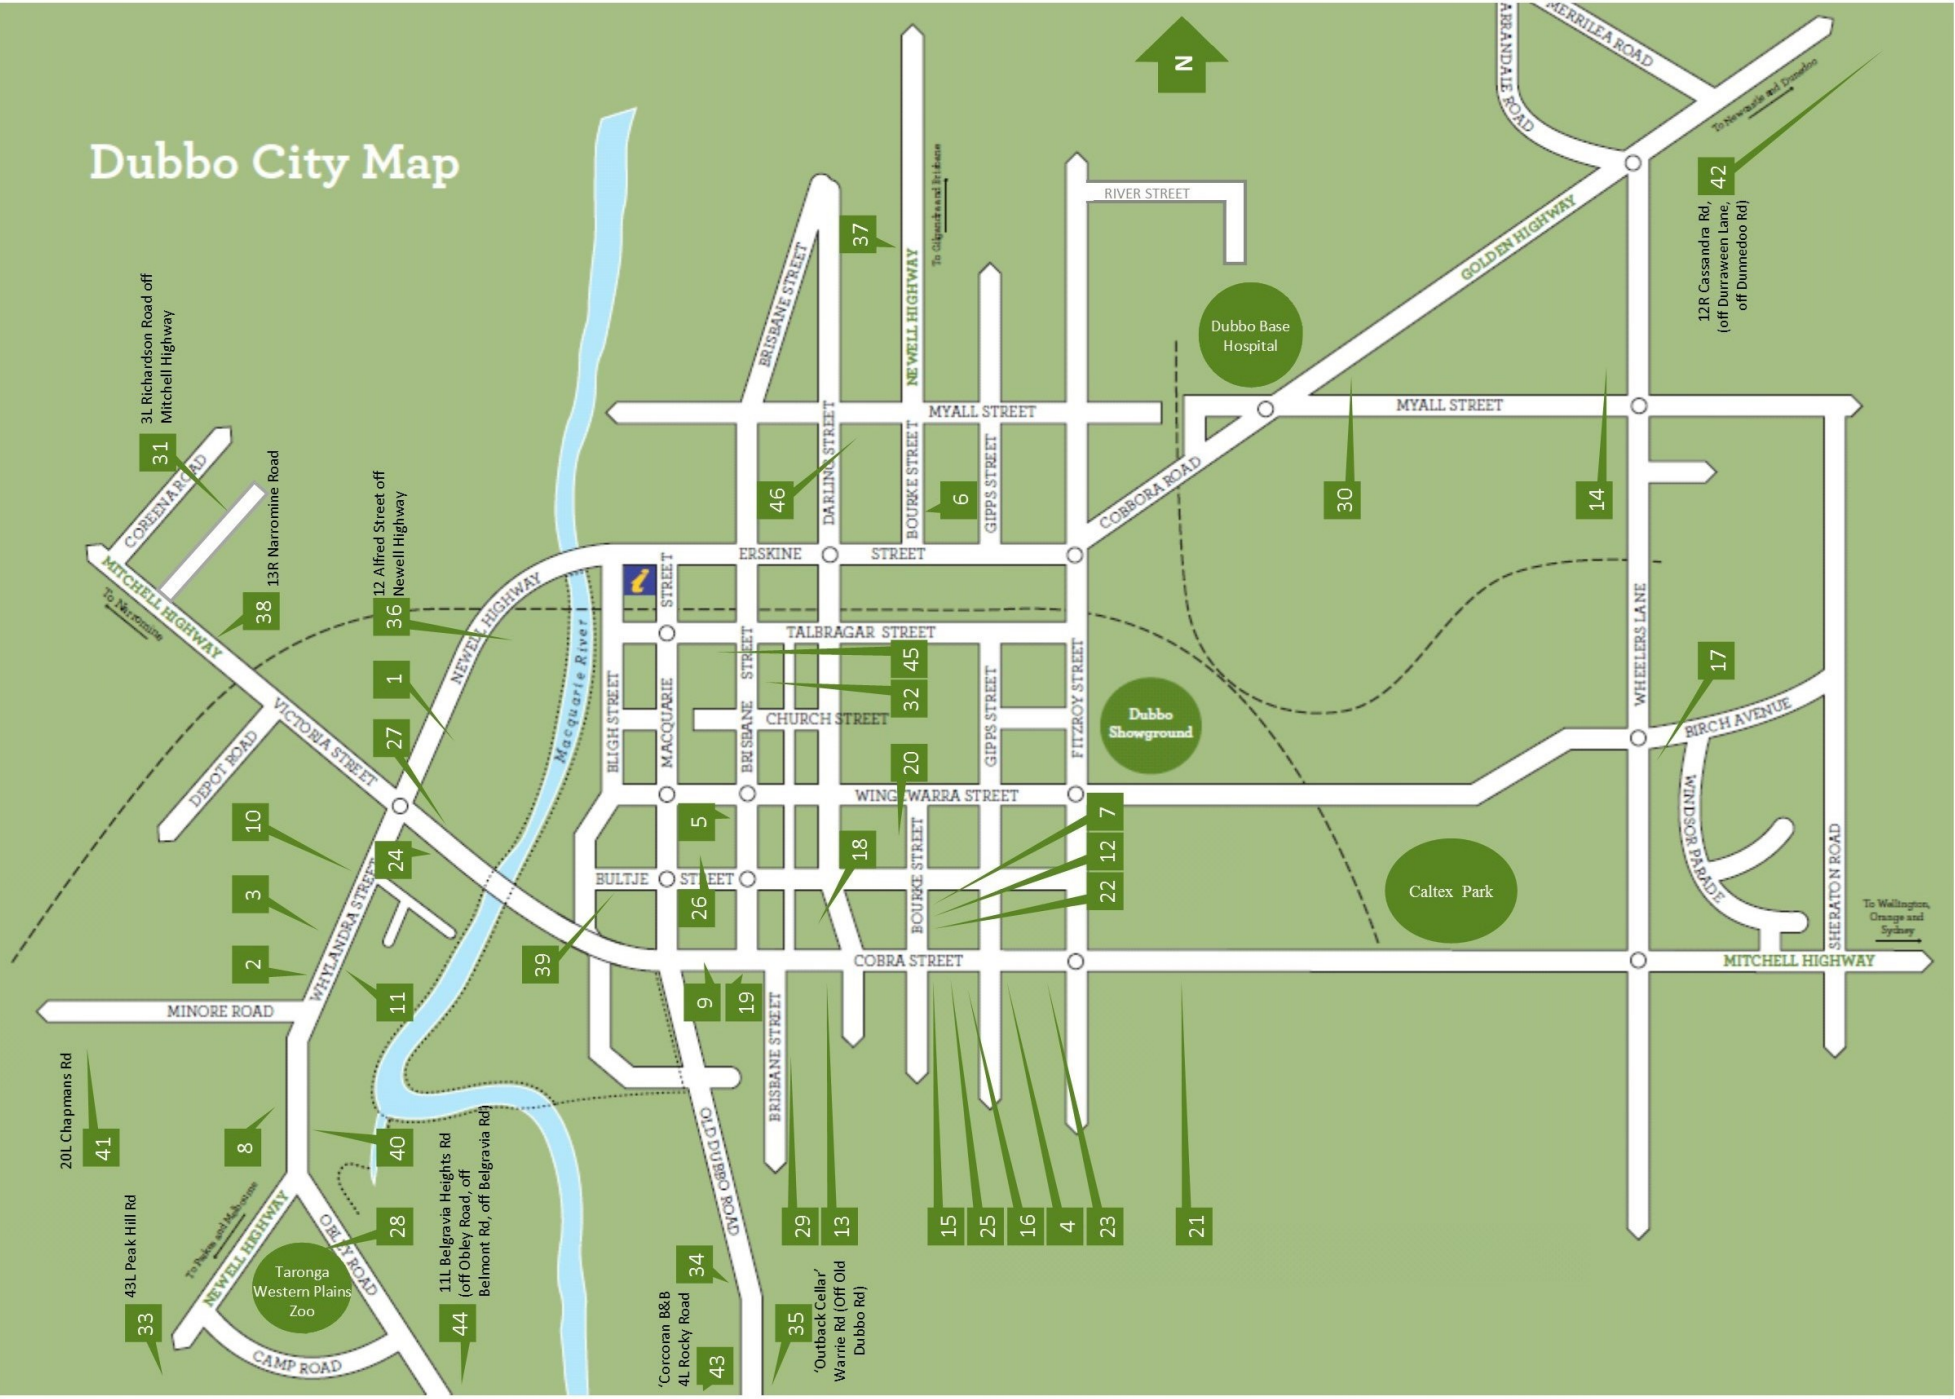 Dubbo City Map
N
ARRANDALE ROAD
MERRILEA ROAD
To Newcastle and Dunedoo
42
12R Cassandra Rd,
(off Durraween Lane,
off Dunnedoo Rd)
GOLDEN HIGHWAY
RIVER STREET
37
To Gilgandra and Brisbane
NEWELL HIGHWAY
BRISBANE STREET
Dubbo Base
Hospital
3L Richardson Road off
Mitchell Highway
31
COREENA ROAD
MITCHELL HIGHWAY
To Narromine
13R Narromine Road
38
12 Alfred Street off
Newell Highway
36
NEWELL HIGHWAY
MYALL STREET
MYALL STREET
DARLING STREET
BOURKE STREET
GIPPS STREET
46
6
COBBORA ROAD
30
14
ERSKINE STREET
i
STREET
TALBRAGAR STREET
Macquarie River
BLIGH STREET
MACQUARIE
BRISBANE STREET
45
32
CHURCH STREET
GIPPS STREET
FITZROY STREET
Dubbo
Showground
WHEELERS LANE
17
BIRCH AVENUE
WINDSOR PARADE
SHERATON ROAD
1
27
VICTORIA STREET
DEPOT ROAD
10
24
3
2
WHYLANDRA STREET
11
MINORE ROAD
20
WINGEWARRA STREET
5
7
12
22
18
BULTJE STREET
26
BOURKE STREET
Caltex Park
39
COBRA STREET
To Wellington,
Orange and
Sydney
MITCHELL HIGHWAY
9
19
BRISBANE STREET
20L Chapmans Rd
41
8
40
11L Belgravia Heights Rd
(off Obley Road, off
Belmont Rd, off Belgravia Rd)
44
43L Peak Hill Rd
33
To Parkes and Melbourne
NEWELL HIGHWAY
OBLEY ROAD
28
Taronga
Western Plains
Zoo
CAMP ROAD
OLD DUBBO ROAD
34
'Corcoran B&B
4L Rocky Road
43
35
'Outback Cellar'
Warrie Rd (Off Old
Dubbo Rd)
29
13
15
25
16
4
23
21